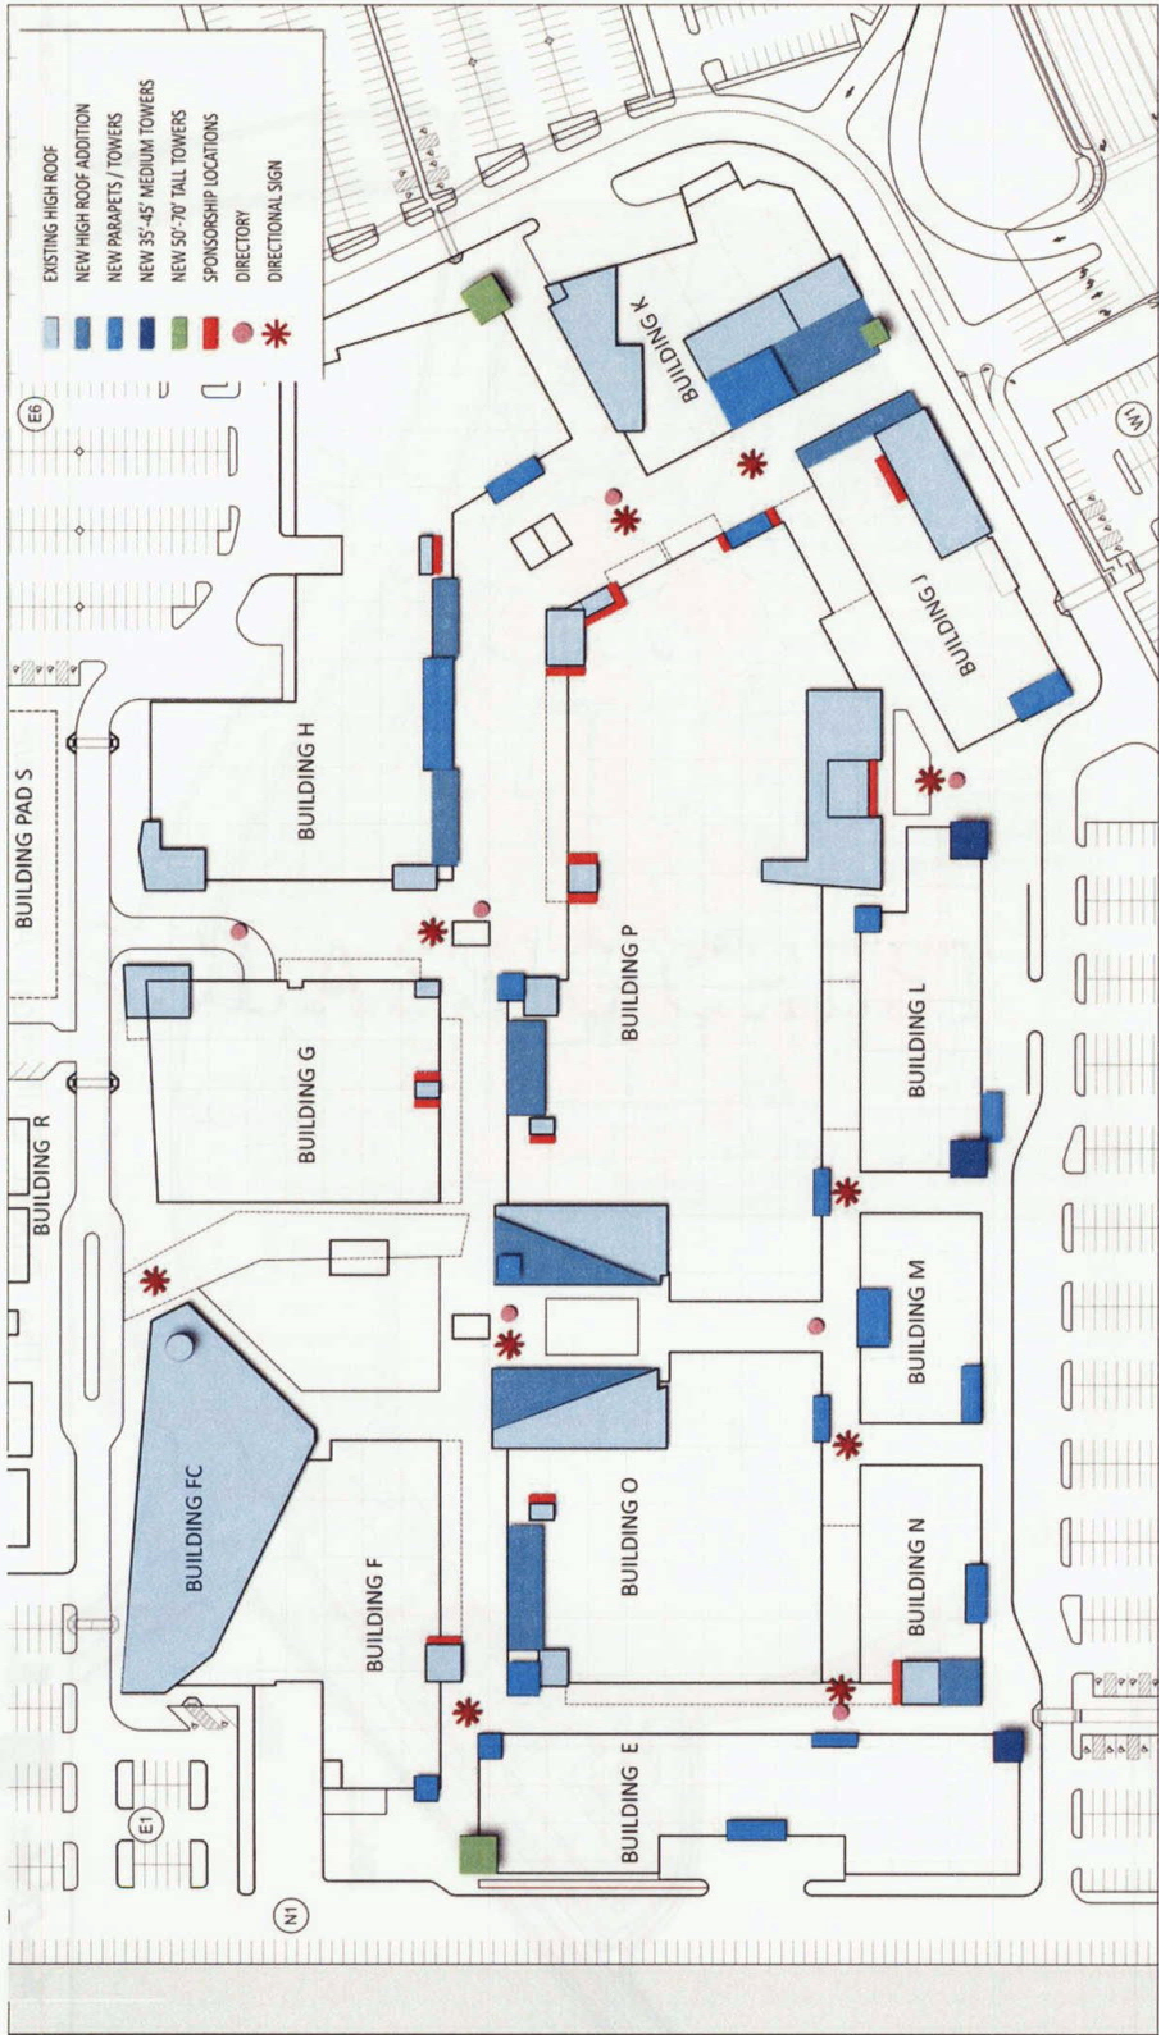 EXISTING HIGH ROOF
NEW HIGH ROOF ADDITION
NEW PARAPETS / TOWERS
NEW 35'-45' MEDIUM TOWERS
NEW 50'-70' TALL TOWERS
SPONSORSHIP LOCATIONS
DIRECTORY
DIRECTIONAL SIGN
E6
W1
BUILDING K
BUILDING J
BUILDING H
BUILDING PAD S
BUILDING P
BUILDING L
BUILDING G
BUILDING R
BUILDING M
BUILDING FC
BUILDING O
BUILDING N
BUILDING F
BUILDING E
E1
N1